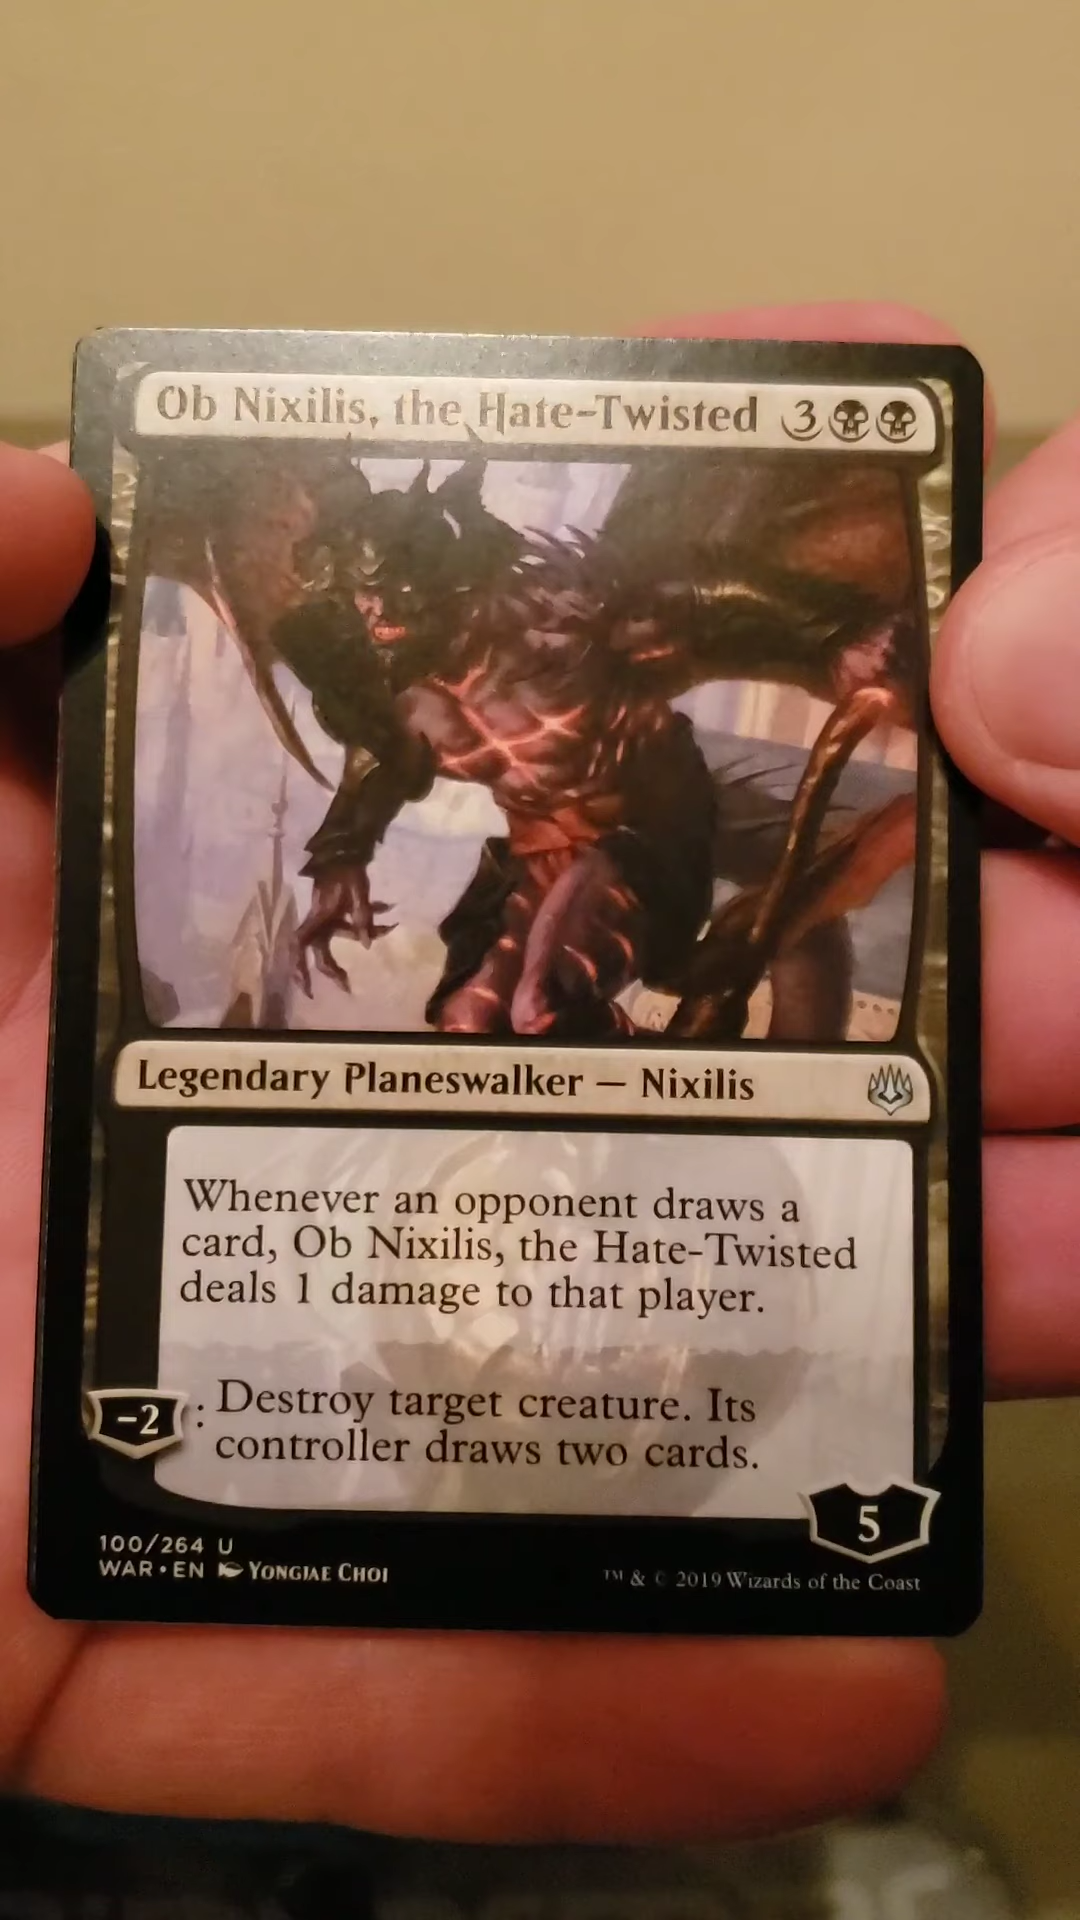 Ob Nixilis, the Hate-Twisted 3
Legendary Planeswalker — Nixilis
Whenever an opponent draws a
card, Ob Nixilis, the Hate-Twisted
deals 1 damage to that player.
-2: Destroy target creature. Its
controller draws two cards.
5
100/264 U
WAR • EN Yongjae Choi
™ & © 2019 Wizards of the Coast